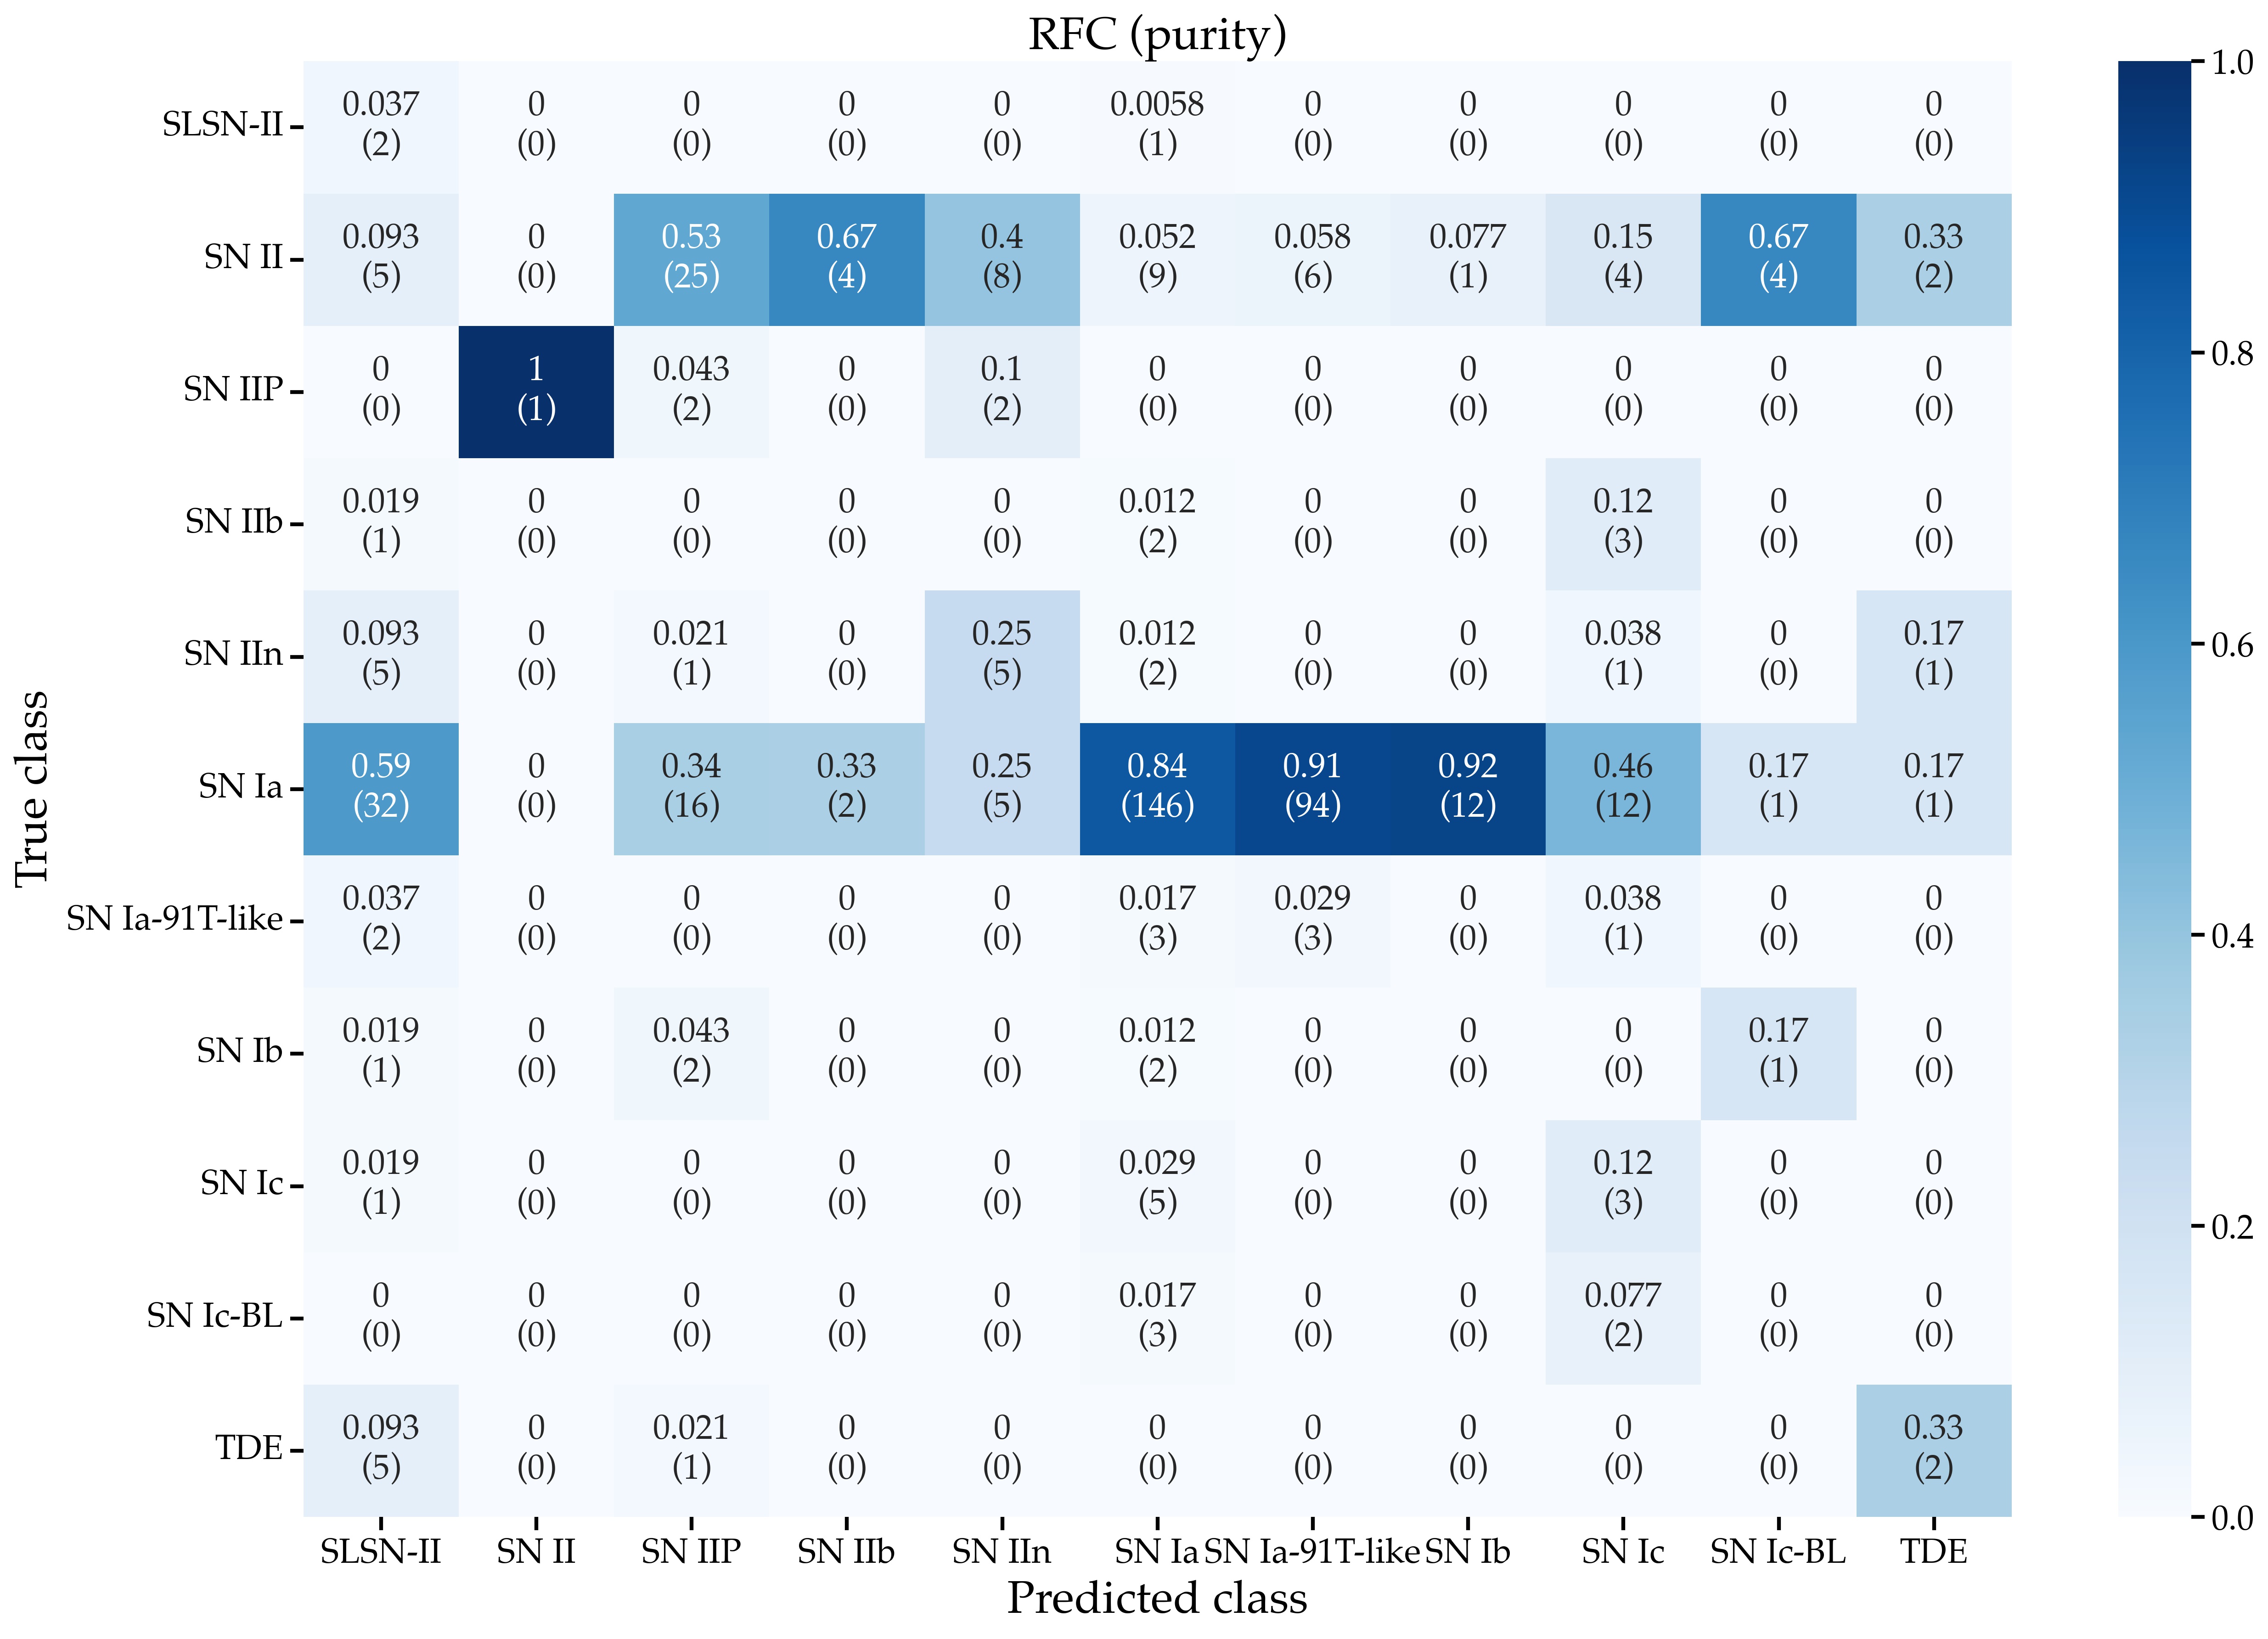 RFC (purity)
SLSN-II 0.037 0 0 0 0 0.0058 0 0 0 0 0
(2) (0) (0) (0) (0) (1) (0) (0) (0) (0) (0)
SN II 0.093 0 0.53 0.67 0.4 0.052 0.058 0.077 0.15 0.67 0.33
(5) (0) (25) (4) (8) (9) (6) (1) (4) (4) (2)
SN IIP 0 1 0.043 0 0.1 0 0 0 0 0 0
(0) (1) (2) (0) (2) (0) (0) (0) (0) (0) (0)
SN IIb 0.019 0 0 0 0 0.012 0 0 0.12 0 0
(1) (0) (0) (0) (0) (2) (0) (0) (3) (0) (0)
SN IIn 0.093 0 0.021 0 0.25 0.012 0 0 0.038 0 0.17
(5) (0) (1) (0) (5) (2) (0) (0) (1) (0) (1)
SN Ia 0.59 0 0.34 0.33 0.25 0.84 0.91 0.92 0.46 0.17 0.17
(32) (0) (16) (2) (5) (146) (94) (12) (12) (1) (1)
SN Ia-91T-like 0.037 0 0 0 0 0.017 0.029 0 0.038 0 0
(2) (0) (0) (0) (0) (3) (3) (0) (1) (0) (0)
SN Ib 0.019 0 0.043 0 0 0.012 0 0 0 0.17 0
(1) (0) (2) (0) (0) (2) (0) (0) (0) (1) (0)
SN Ic 0.019 0 0 0 0 0.029 0 0 0.12 0 0
(1) (0) (0) (0) (0) (5) (0) (0) (3) (0) (0)
SN Ic-BL 0 0 0 0 0 0.017 0 0 0.077 0 0
(0) (0) (0) (0) (0) (3) (0) (0) (2) (0) (0)
TDE 0.093 0 0.021 0 0 0 0 0 0 0 0.33
(5) (0) (1) (0) (0) (0) (0) (0) (0) (0) (2)
SLSN-II SN II SN IIP SN IIb SN IIn SN Ia SN Ia-91T-like SN Ib SN Ic SN Ic-BL TDE
Predicted class
True class
1.0
0.8
0.6
0.4
0.2
0.0